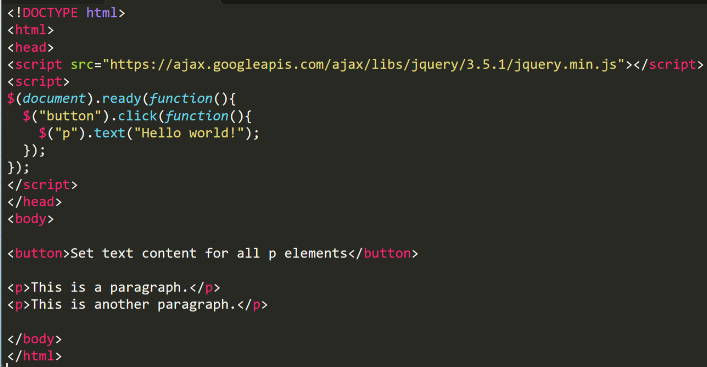 <!DOCTYPE html>
<html>
<head>
<script src="https://ajax.googleapis.com/ajax/libs/jquery/3.5.1/jquery.min.js"></script>
<script>
$(document).ready(function(){
  $("button").click(function(){
    $("p").text("Hello world!");
  });
});
</script>
</head>
<body>

<button>Set text content for all p elements</button>

<p>This is a paragraph.</p>
<p>This is another paragraph.</p>

</body>
</html>